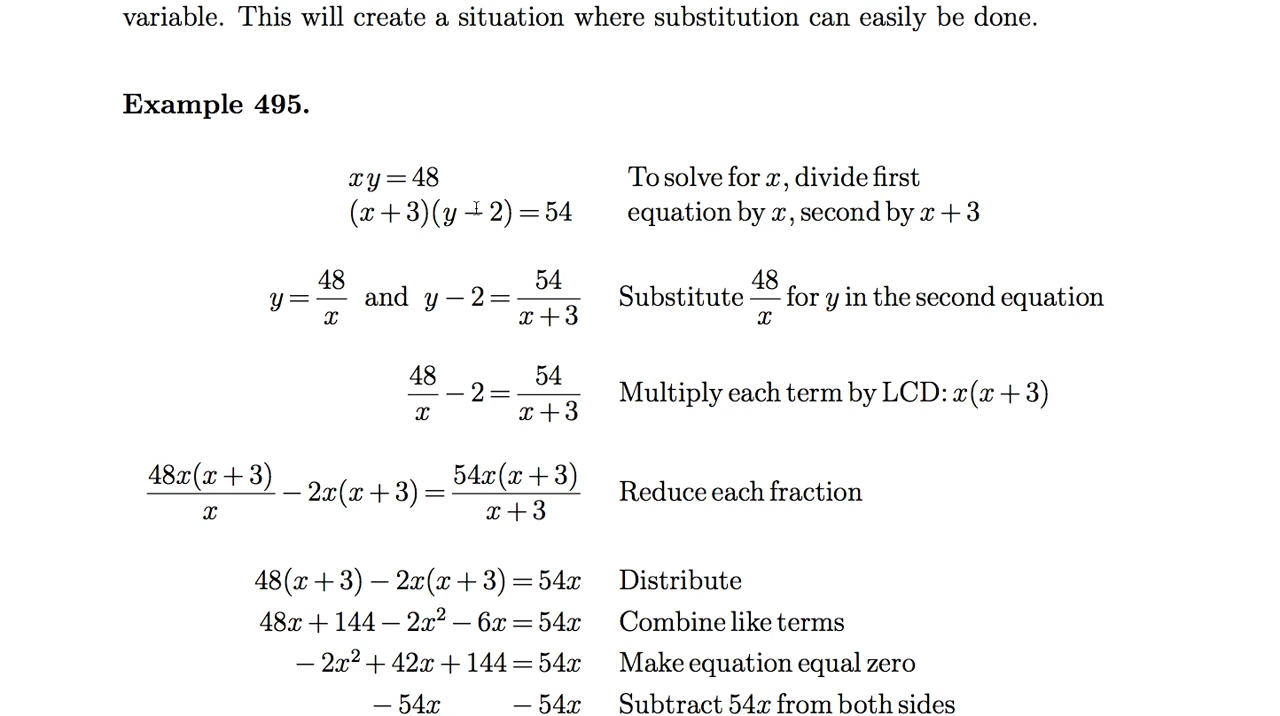 variable. This will create a situation where substitution can easily be done.
Example 495.
xy = 48 To solve for x, divide first
(x + 3)(y − 2) = 54 equation by x, second by x + 3
y = 48/x and y − 2 = 54/(x + 3) Substitute 48/x for y in the second equation
48/x − 2 = 54/(x + 3) Multiply each term by LCD: x(x + 3)
48x(x + 3)/x − 2x(x + 3) = 54x(x + 3)/(x + 3) Reduce each fraction
48(x + 3) − 2x(x + 3) = 54x Distribute
48x + 144 − 2x² − 6x = 54x Combine like terms
− 2x² + 42x + 144 = 54x Make equation equal zero
− 54x − 54x Subtract 54x from both sides